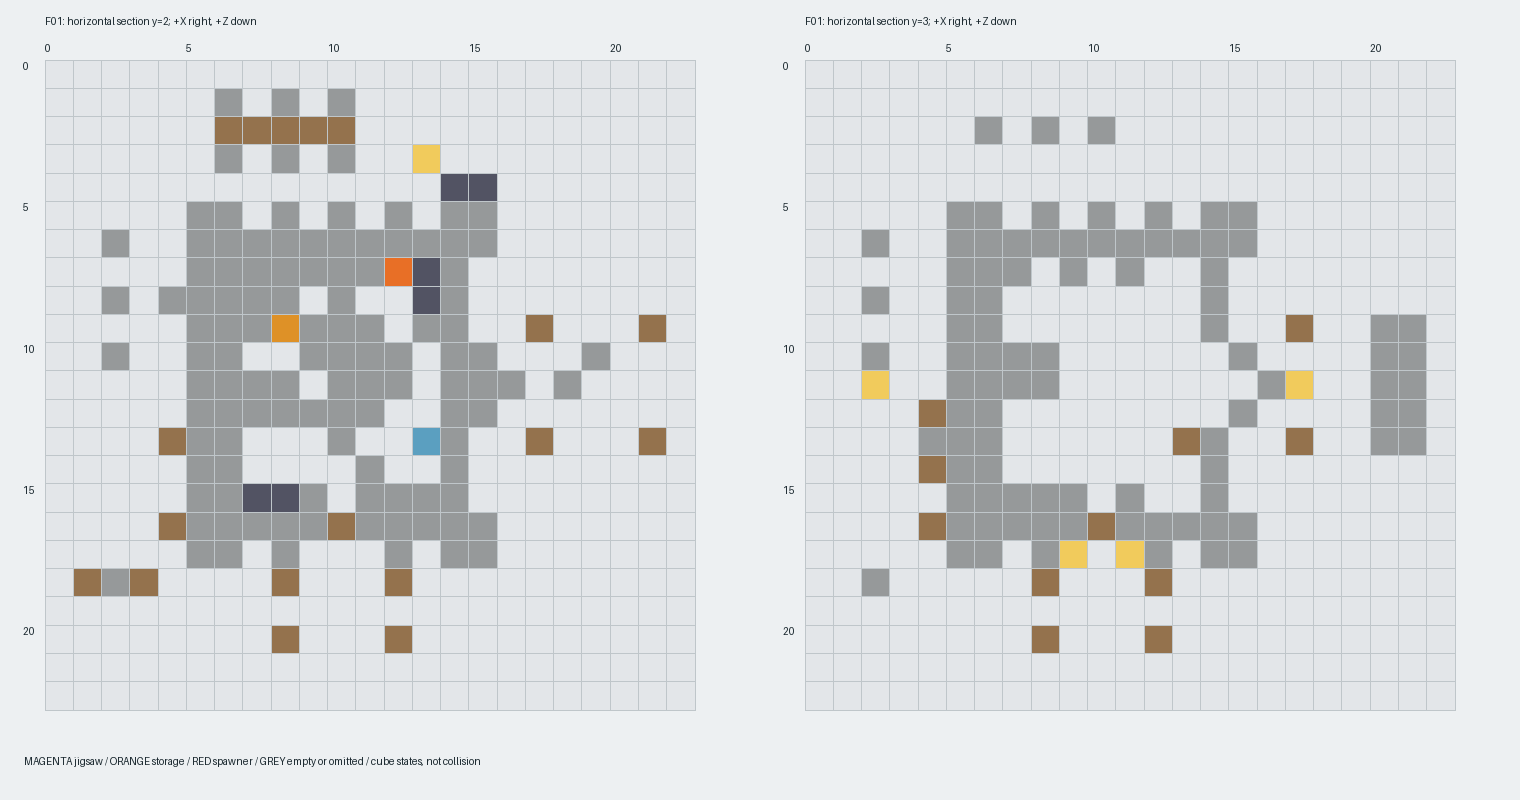 F01: horizontal section y=2; +X right, +Z down
F01: horizontal section y=3; +X right, +Z down
0 5 10 15 20
0 5 10 15 20
0
0
5
5
10
10
15
15
20
20
MAGENTA jigsaw / ORANGE storage / RED spawner / GREY empty or omitted / cube states, not collision